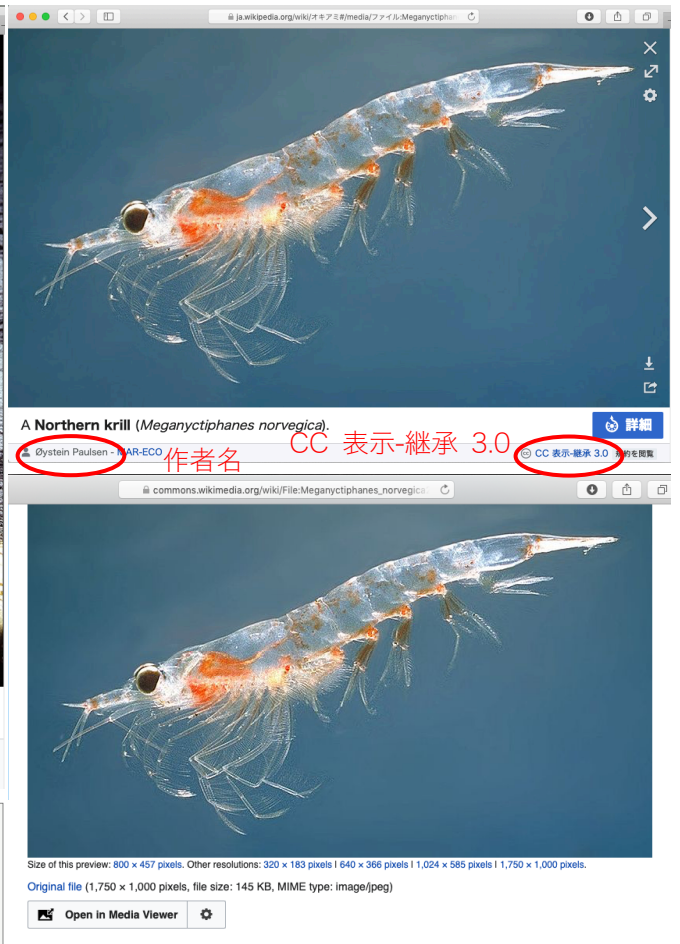 ja.wikipedia.org/wiki/オキアミ#/media/ファイル:Meganyctiphan
A Northern krill (Meganyctiphanes norvegica).
詳細
Øystein Paulsen - MAR-ECO
作者名
CC 表示-継承 3.0
CC 表示-継承 3.0
規約を閲覧
commons.wikimedia.org/wiki/File:Meganyctiphanes_norvegica
Size of this preview: 800 × 457 pixels. Other resolutions: 320 × 183 pixels | 640 × 366 pixels | 1,024 × 585 pixels | 1,750 × 1,000 pixels.
Original file (1,750 × 1,000 pixels, file size: 145 KB, MIME type: image/jpeg)
Open in Media Viewer